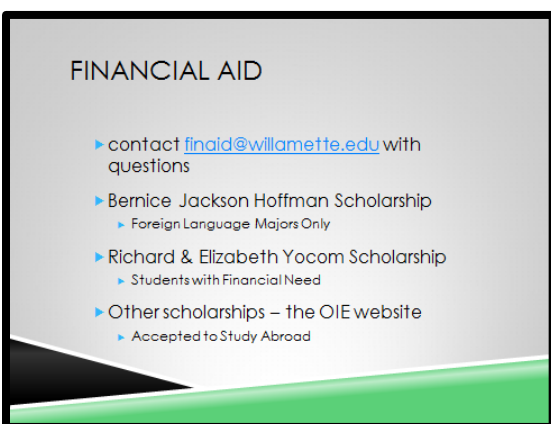 FINANCIAL AID
contact finaid@willamette.edu with
questions
Bernice Jackson Hoffman Scholarship
Foreign Language Majors Only
Richard & Elizabeth Yocom Scholarship
Students with Financial Need
Other scholarships – the OIE website
Accepted to Study Abroad